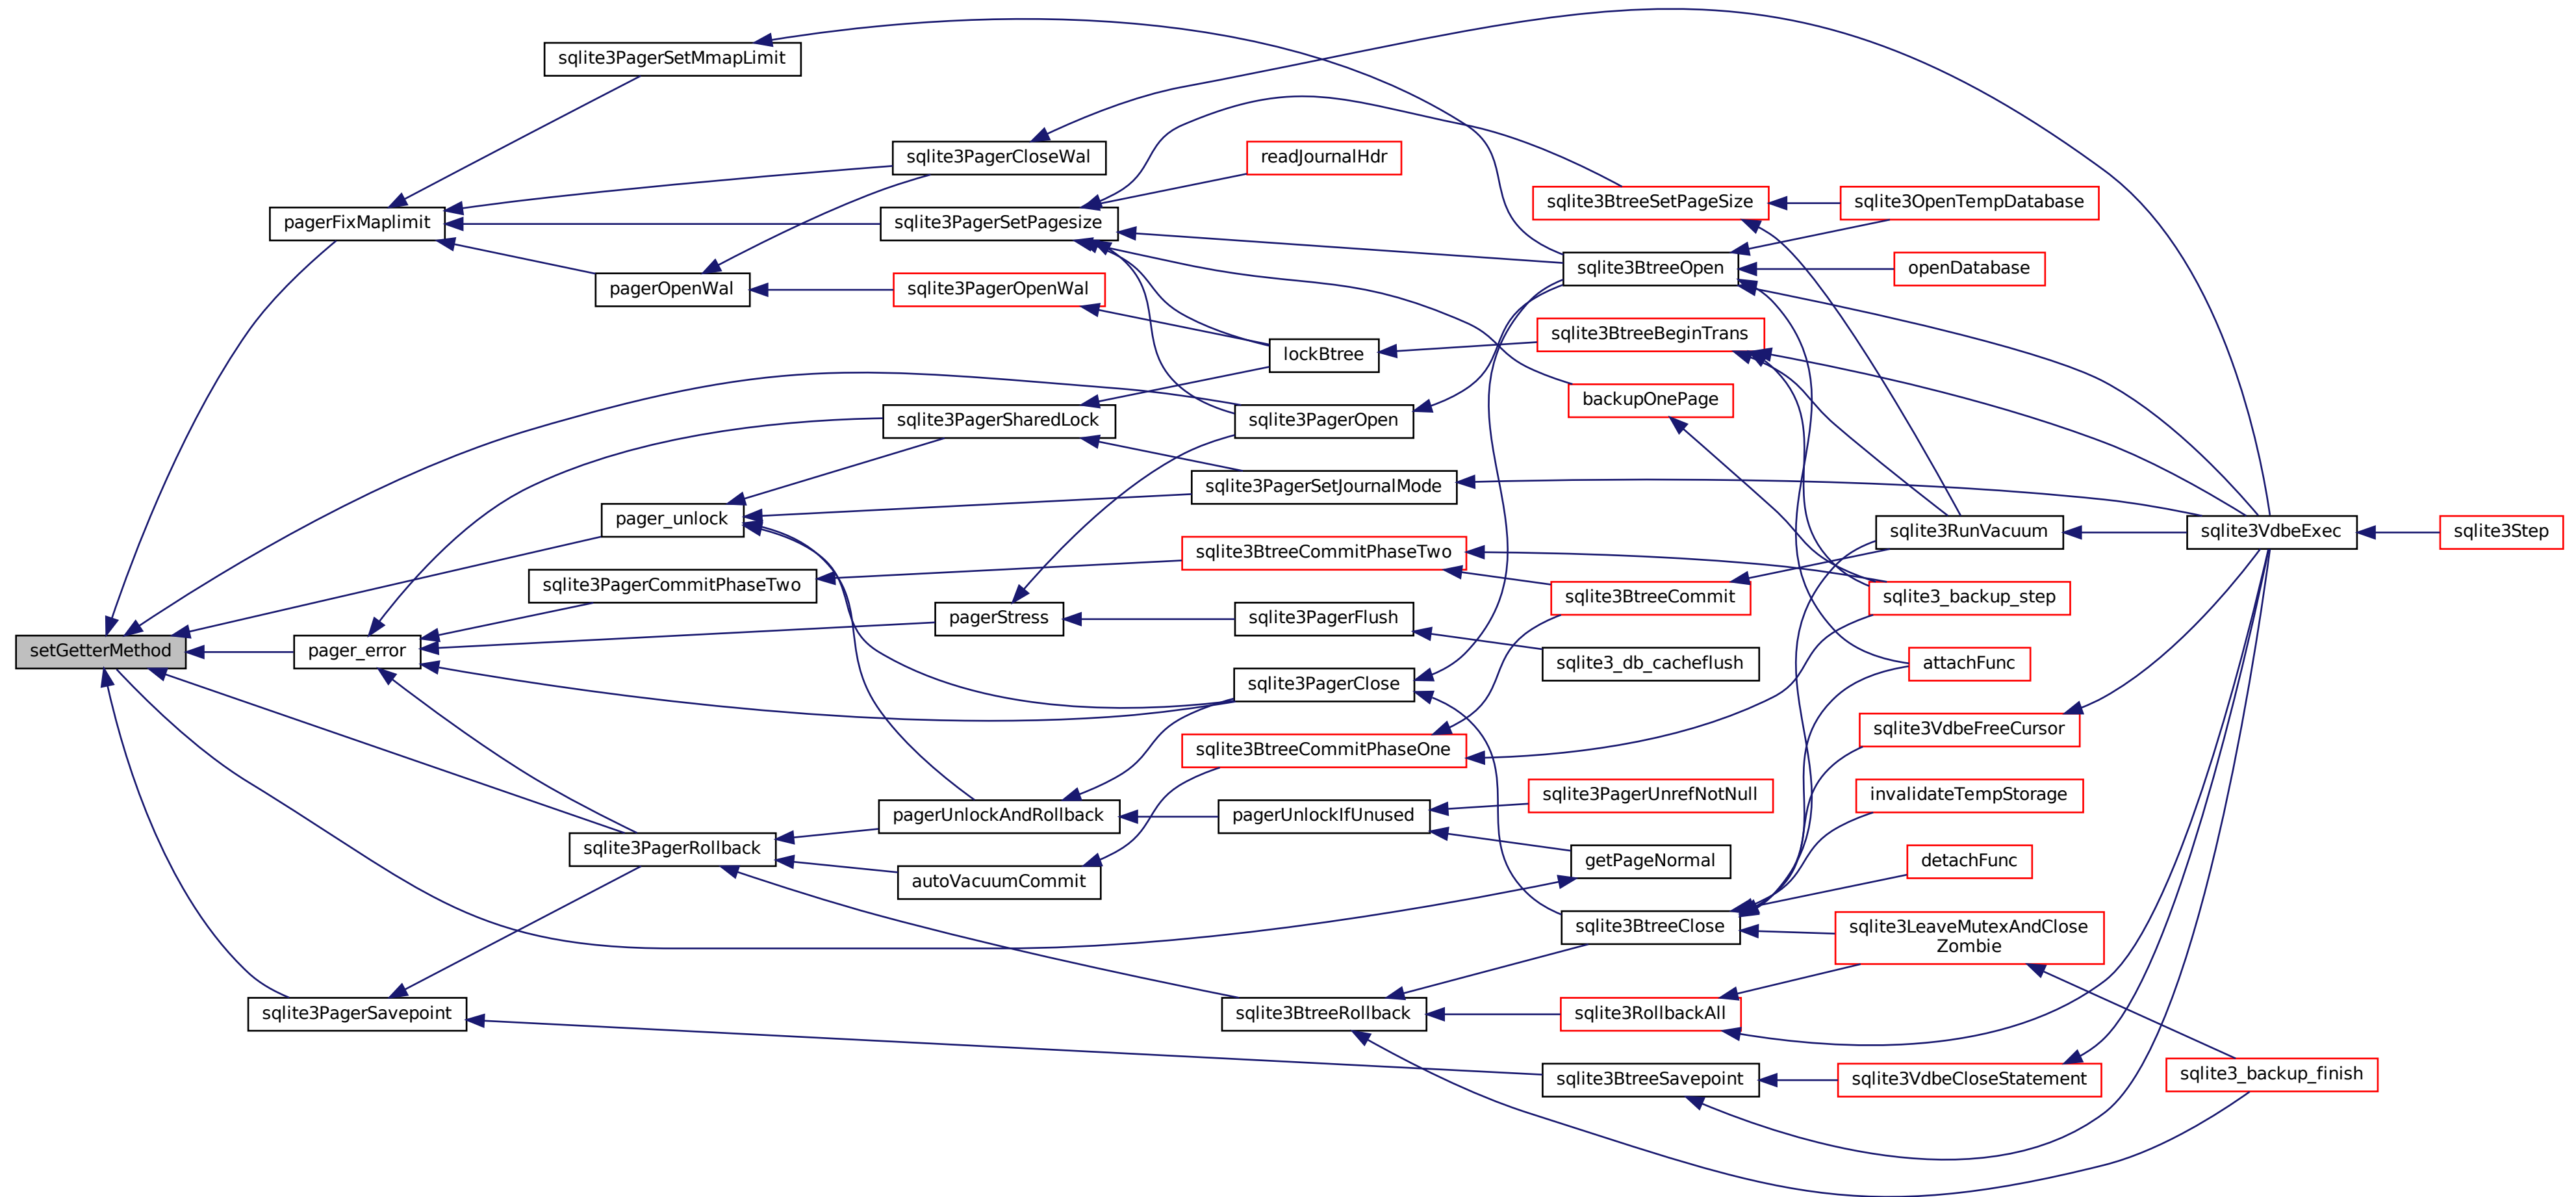 sqlite3PagerSetMmapLimit
sqlite3PagerCloseWal
readJournalHdr
sqlite3BtreeSetPageSize
sqlite3OpenTempDatabase
pagerFixMaplimit
sqlite3PagerSetPagesize
sqlite3BtreeOpen
openDatabase
pagerOpenWal
sqlite3PagerOpenWal
sqlite3BtreeBeginTrans
lockBtree
backupOnePage
sqlite3PagerSharedLock
sqlite3PagerOpen
sqlite3PagerSetJournalMode
pager_unlock
sqlite3RunVacuum
sqlite3VdbeExec
sqlite3Step
sqlite3BtreeCommitPhaseTwo
sqlite3PagerCommitPhaseTwo
sqlite3BtreeCommit
sqlite3_backup_step
pagerStress
sqlite3PagerFlush
setGetterMethod
pager_error
sqlite3_db_cacheflush
attachFunc
sqlite3PagerClose
sqlite3VdbeFreeCursor
sqlite3BtreeCommitPhaseOne
sqlite3PagerUnrefNotNull
invalidateTempStorage
pagerUnlockAndRollback
pagerUnlockIfUnused
sqlite3PagerRollback
getPageNormal
detachFunc
autoVacuumCommit
sqlite3BtreeClose
sqlite3LeaveMutexAndClose
Zombie
sqlite3PagerSavepoint
sqlite3BtreeRollback
sqlite3RollbackAll
sqlite3BtreeSavepoint
sqlite3VdbeCloseStatement
sqlite3_backup_finish